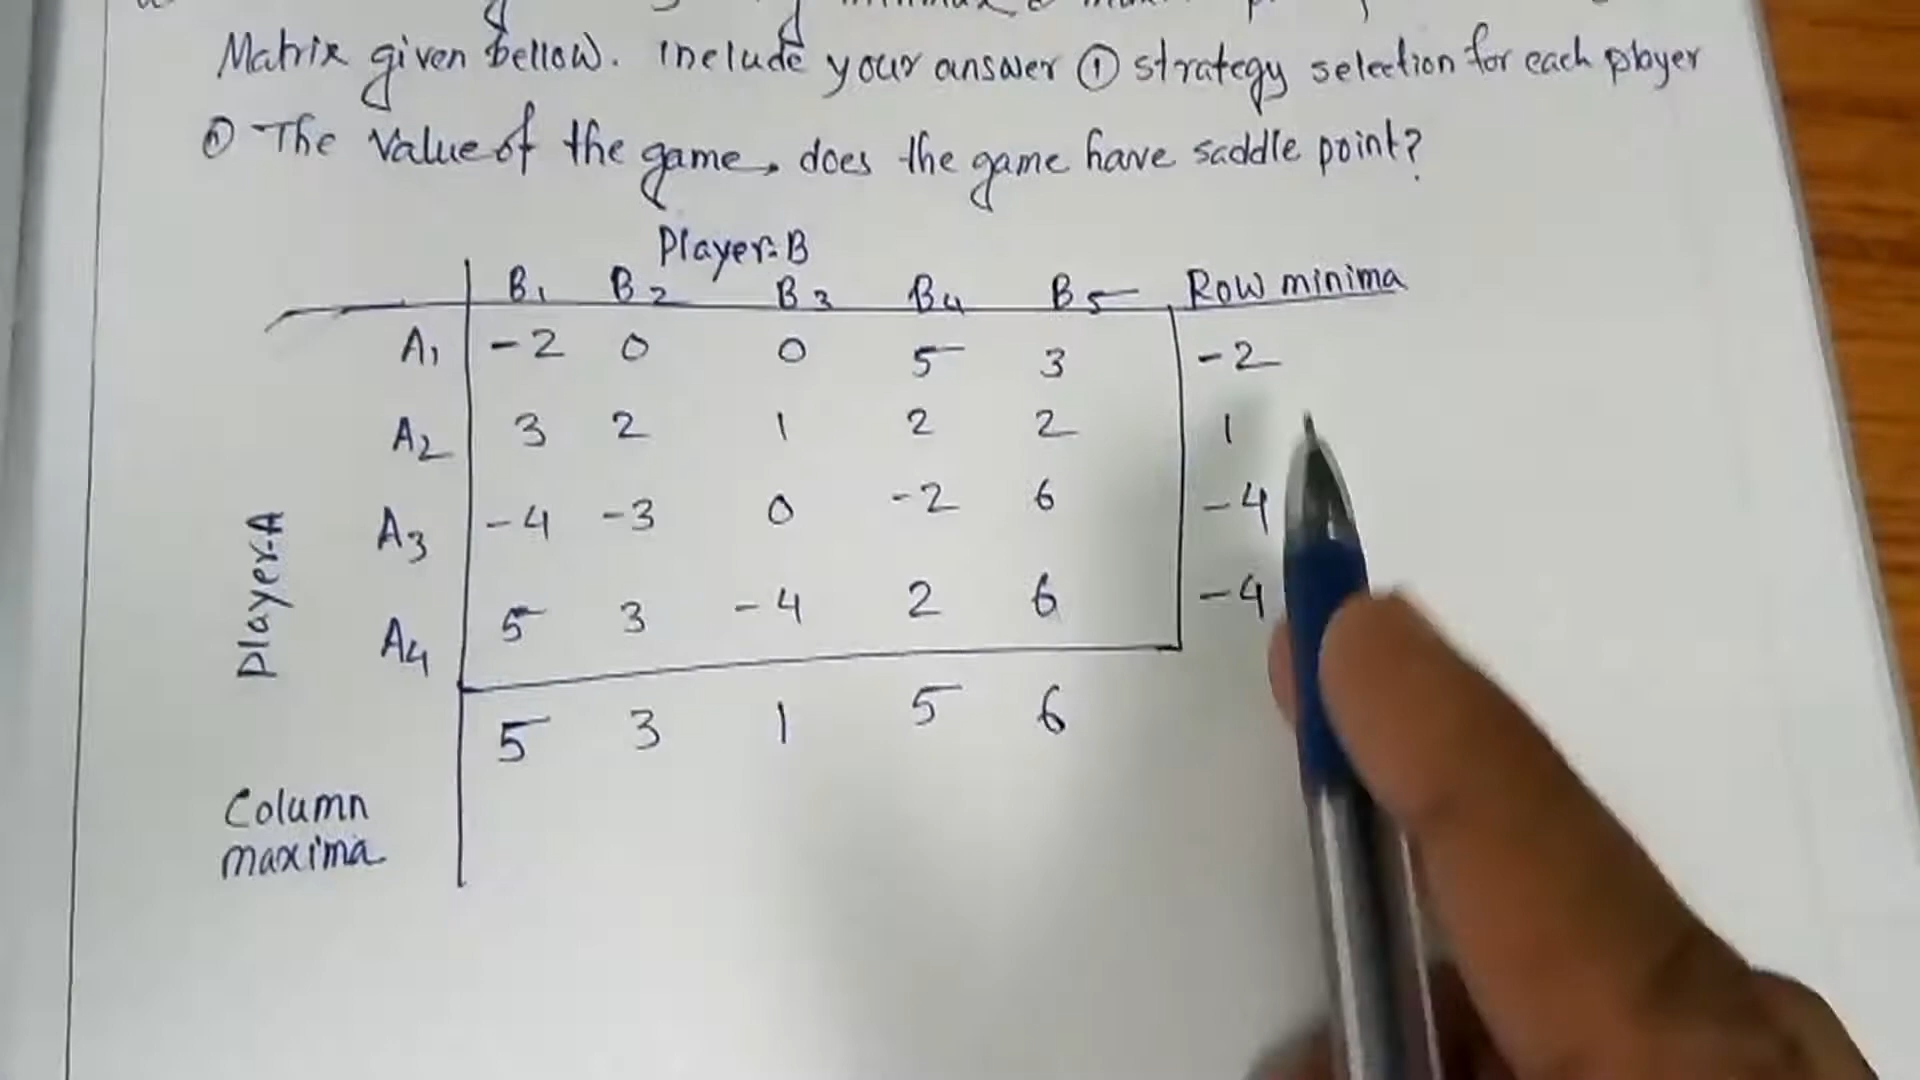 Matrix given bellow. include your answer ① strategy selection for each player
⑪ The value of the game, does the game have saddle point?
Player-B
B1 B2 B3 B4 B5 Row minima
A1 -2 0 0 5 3 -2
A2 3 2 1 2 2 1
A3 -4 -3 0 -2 6 -4
A4 5 3 -4 2 6 -4
Player-A
5 3 1 5 6
Column
maxima